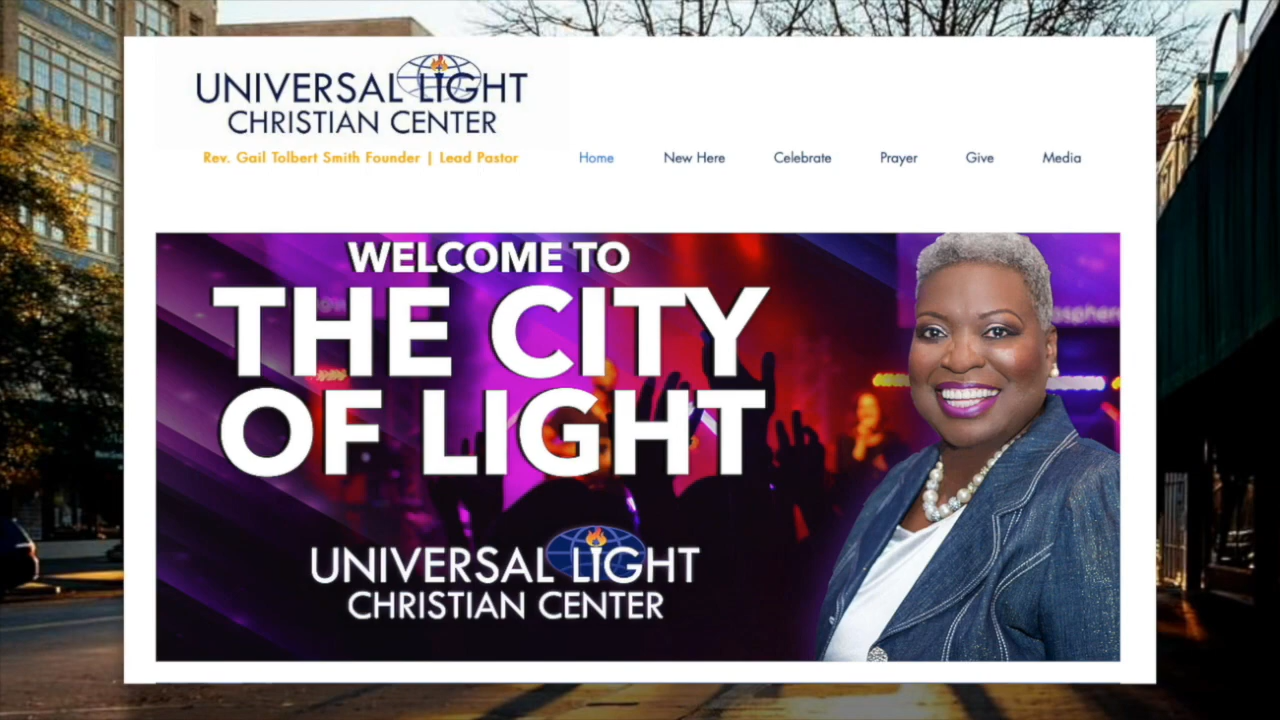 UNIVERSAL LIGHT
CHRISTIAN CENTER
Rev. Gail Tolbert Smith Founder | Lead Pastor
Home New Here Celebrate Prayer Give Media
WELCOME TO
THE CITY
OF LIGHT
UNIVERSAL LIGHT
CHRISTIAN CENTER